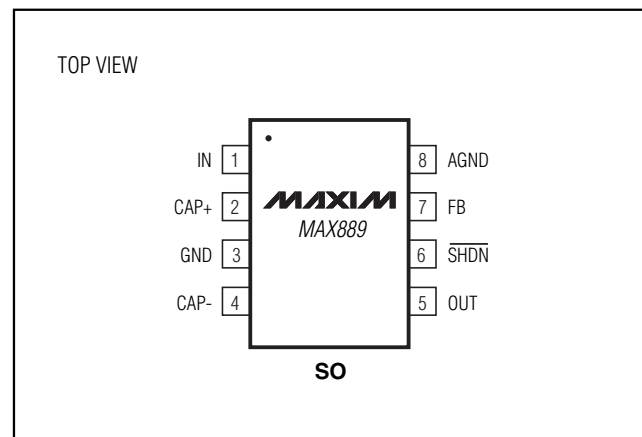 TOP VIEW
IN 1
CAP+ 2
GND 3
CAP- 4
MAXIM
MAX889
8 AGND
7 FB
6 S̅H̅D̅N̅
5 OUT
SO